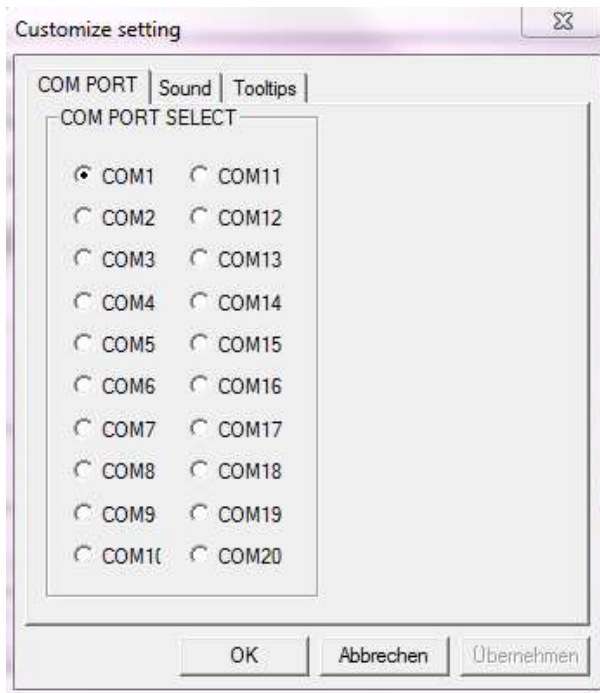 Customize setting
COM PORT Sound Tooltips
COM PORT SELECT
COM1 COM11
COM2 COM12
COM3 COM13
COM4 COM14
COM5 COM15
COM6 COM16
COM7 COM17
COM8 COM18
COM9 COM19
COM1( COM20
OK Abbrechen Übernehmen